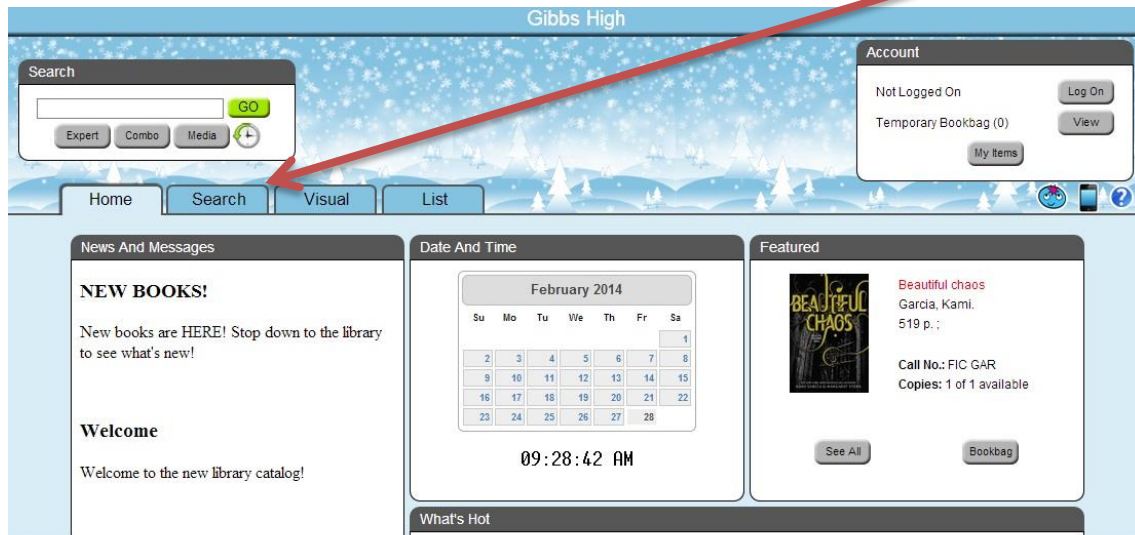 Gibbs High
Search
GO
Expert Combo Media
Account
Not Logged On Log On
Temporary Bookbag (0) View
My Items
Home Search Visual List
News And Messages
NEW BOOKS!
New books are HERE! Stop down to the library
to see what's new!
Welcome
Welcome to the new library catalog!
Date And Time
February 2014
Su Mo Tu We Th Fr Sa
1
2 3 4 5 6 7 8
9 10 11 12 13 14 15
16 17 18 19 20 21 22
23 24 25 26 27 28
09:28:42 AM
Featured
BEAUTIFUL
CHAOS
Beautiful chaos
Garcia, Kami.
519 p. ;
Call No.: FIC GAR
Copies: 1 of 1 available
See All Bookbag
What's Hot